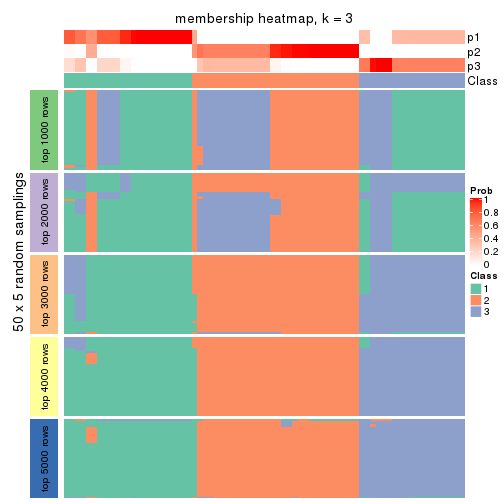 membership heatmap, k = 3
p1
p2
p3
Class
50 x 5 random samplings
top 1000 rows
top 2000 rows
top 3000 rows
top 4000 rows
top 5000 rows
Prob
1
0.8
0.6
0.4
0.2
0
Class
1
2
3